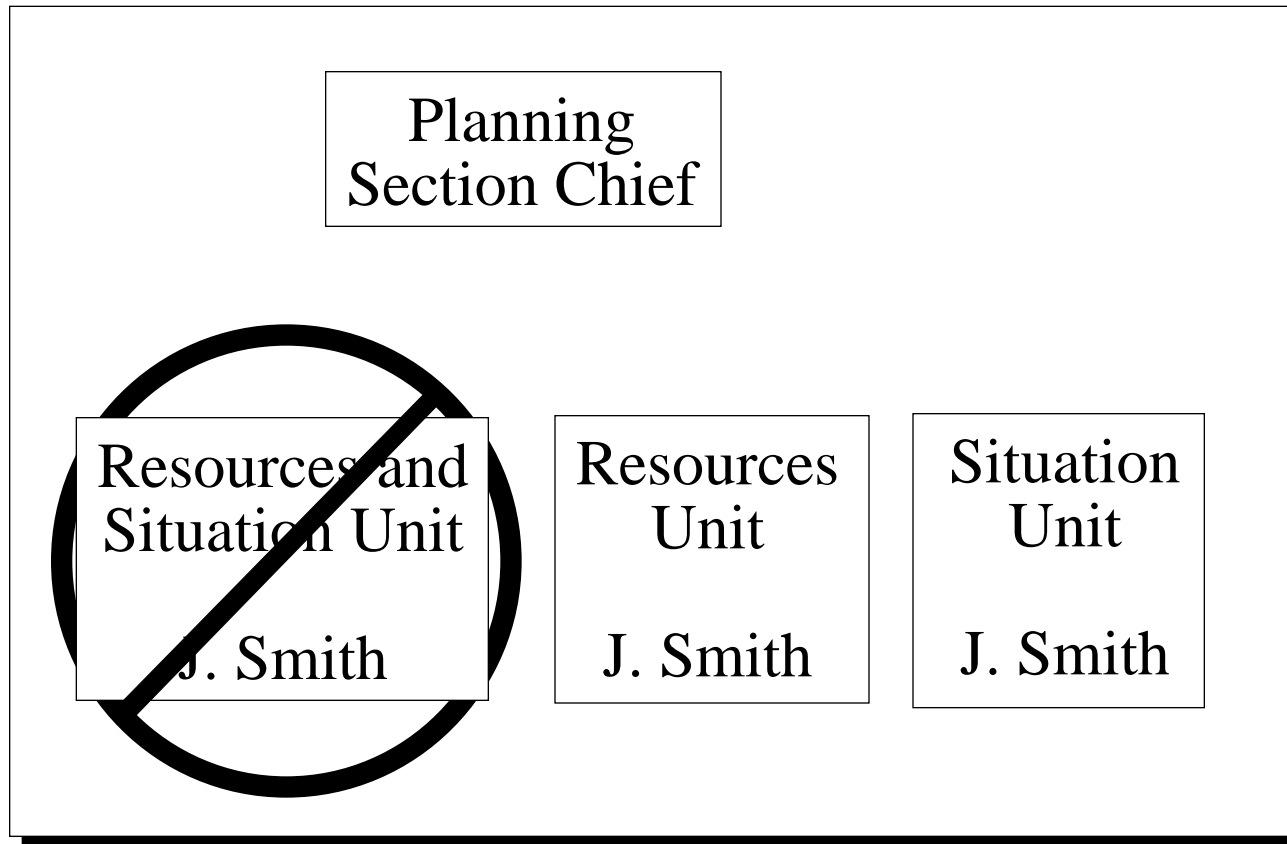 Planning
Section Chief
Resources and
Situation Unit
J. Smith
Resources
Unit
J. Smith
Situation
Unit
J. Smith